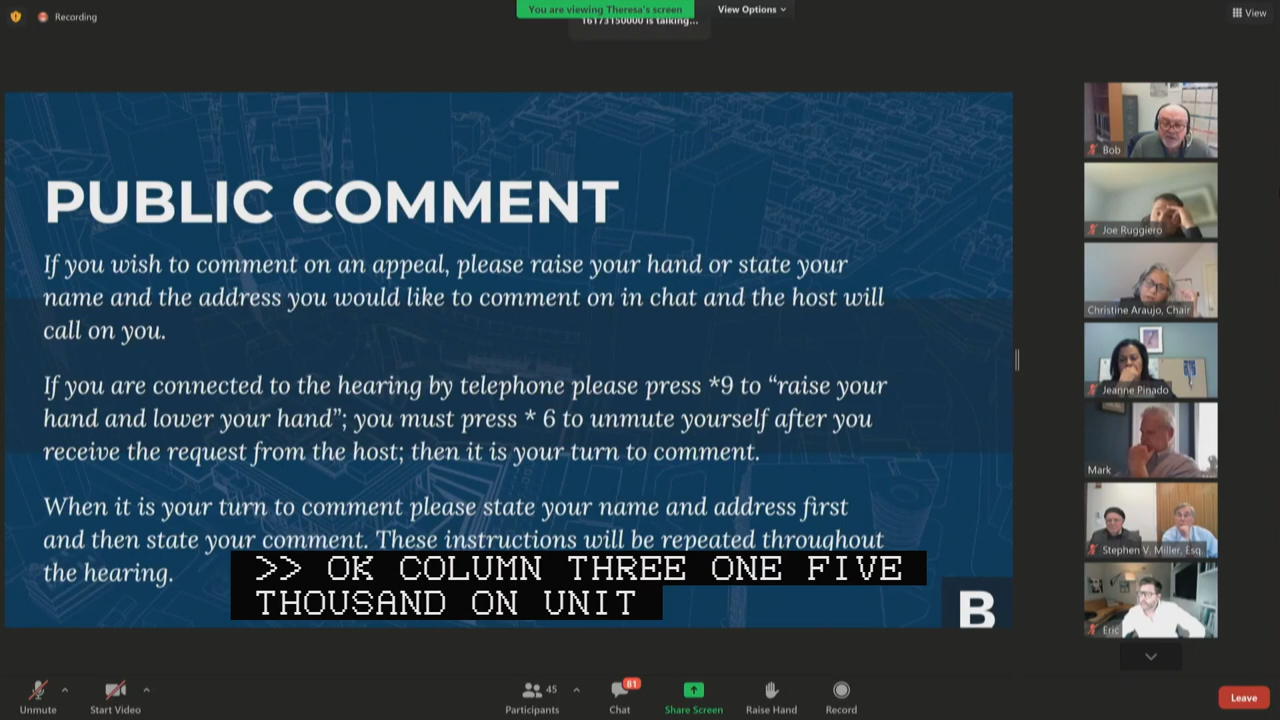 You are viewing Theresa's screen
View Options
Recording
16173150000 is talking...
View
PUBLIC COMMENT
If you wish to comment on an appeal, please raise your hand or state your
name and the address you would like to comment on in chat and the host will
call on you.
If you are connected to the hearing by telephone please press *9 to “raise your
hand and lower your hand”; you must press * 6 to unmute yourself after you
receive the request from the host; then it is your turn to comment.
When it is your turn to comment please state your name and address first
and then state your comment. These instructions will be repeated throughout
the hearing.
>> OK COLUMN THREE ONE FIVE
THOUSAND ON UNIT
B
Bob
Joe Ruggiero
Christine Araujo, Chair
Jeanne Pinado
Mark
Stephen V. Miller, Esq.
Eric
Unmute
Start Video
45
Participants
81
Chat
Share Screen
Raise Hand
Record
Leave